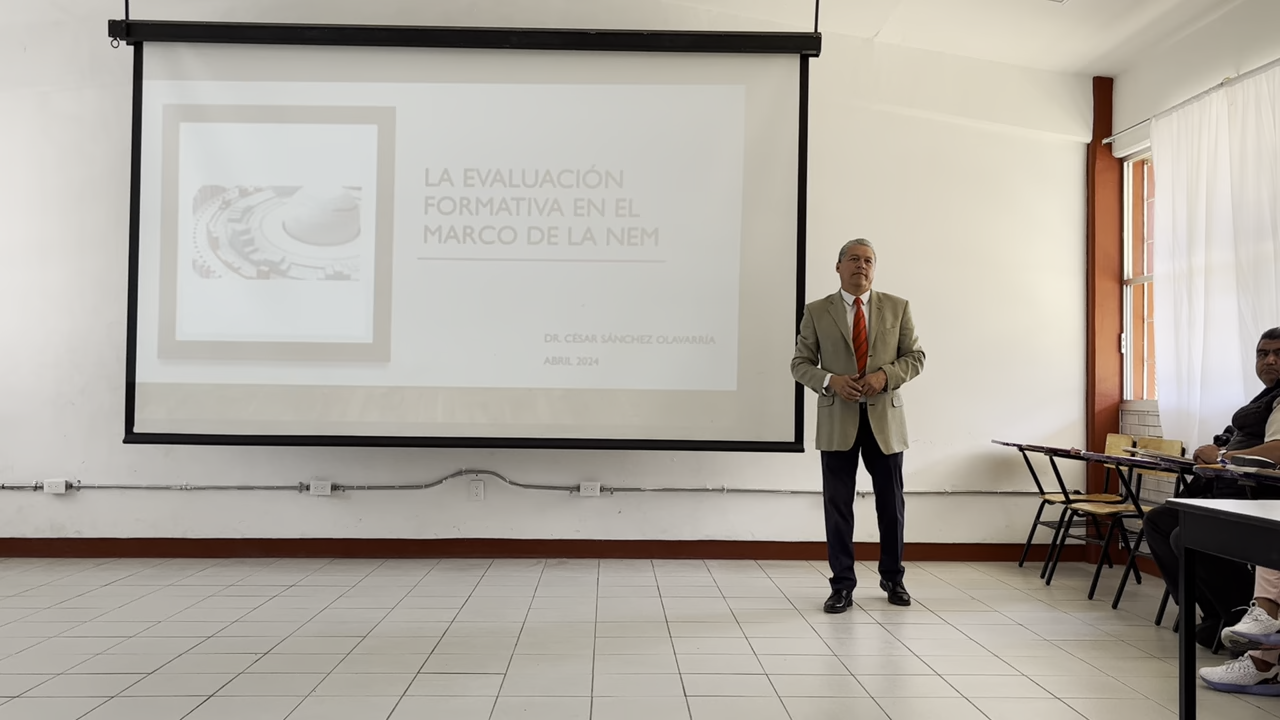 LA EVALUACIÓN
FORMATIVA EN EL
MARCO DE LA NEM
DR. CÉSAR SÁNCHEZ OLAVARRÍA
ABRIL 2024